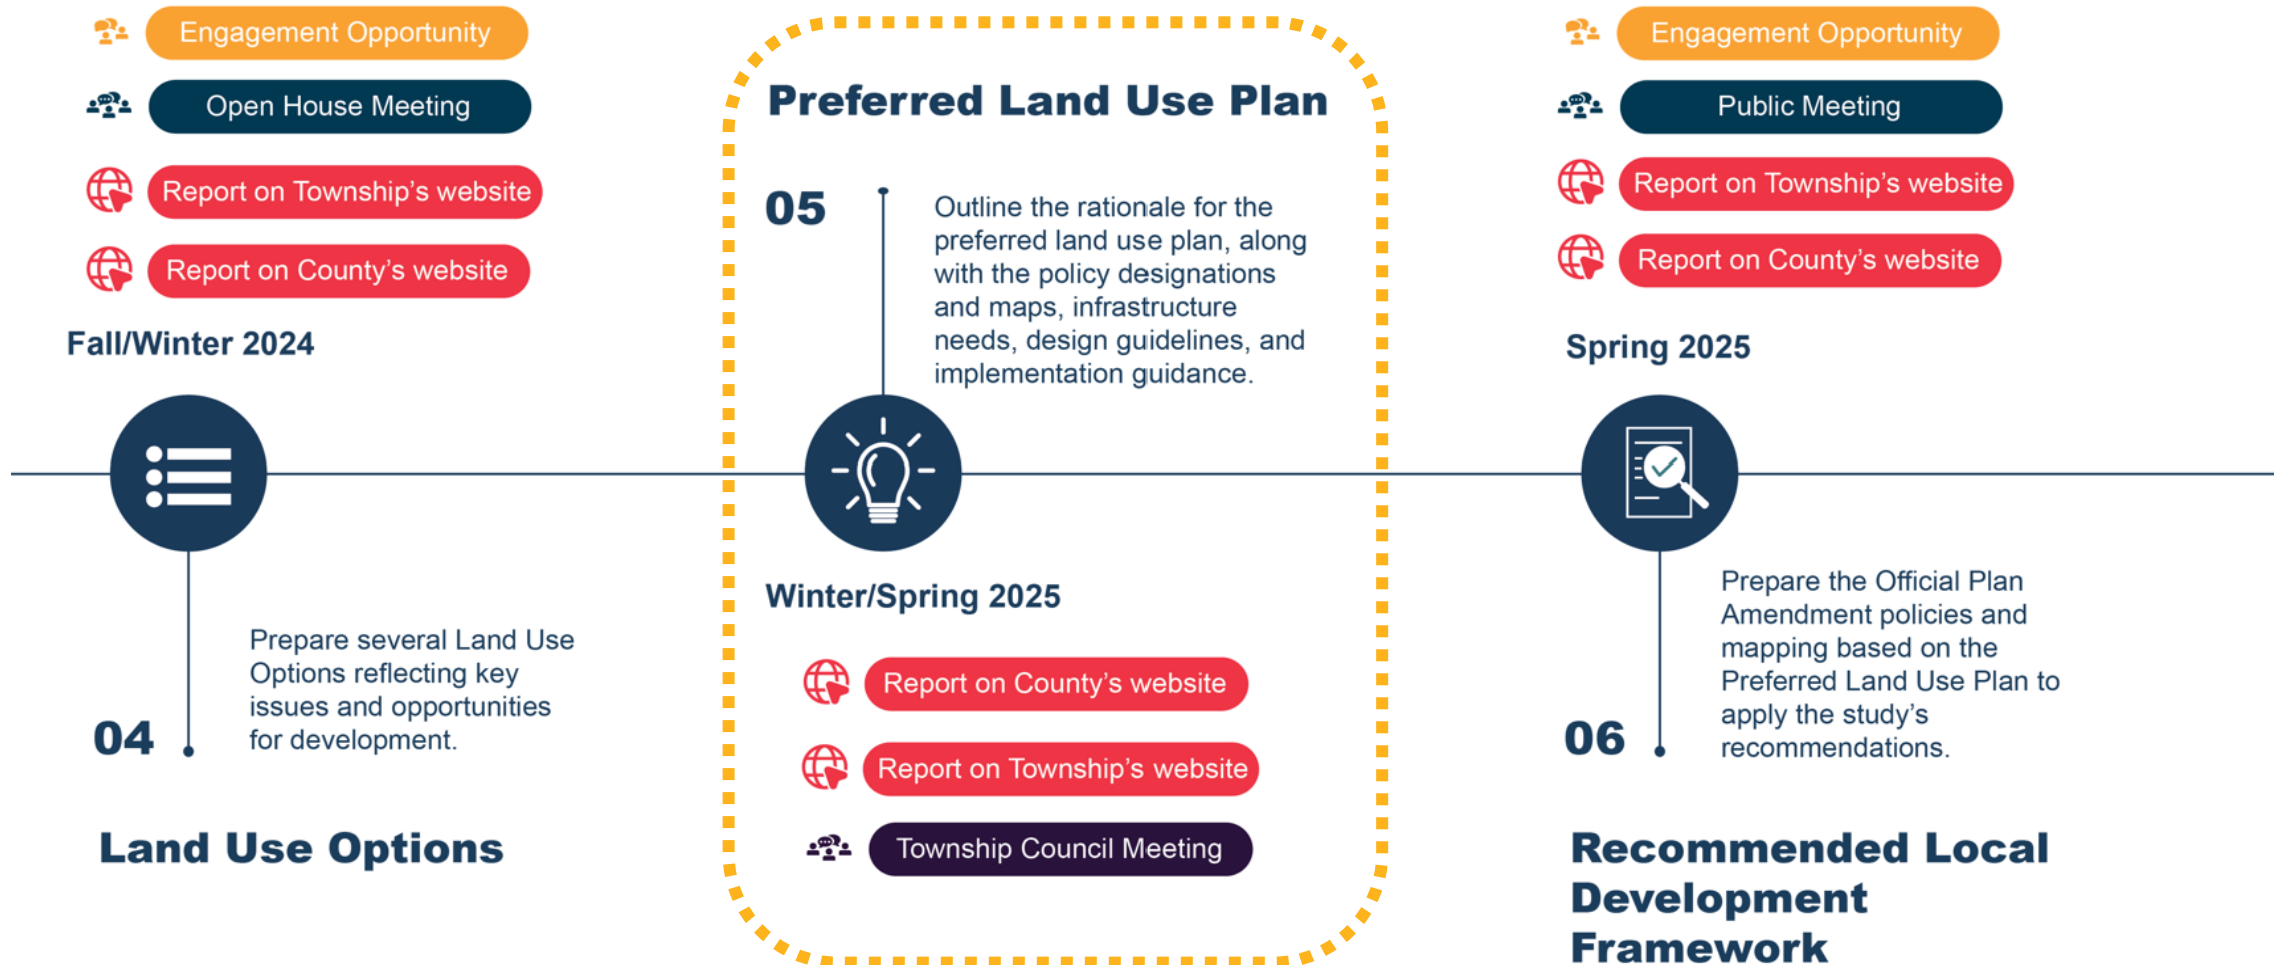 Engagement Opportunity
Open House Meeting
Report on Township's website
Report on County's website
Fall/Winter 2024
Prepare several Land Use
Options reflecting key
issues and opportunities
for development.
04
Land Use Options
Preferred Land Use Plan
05
Outline the rationale for the
preferred land use plan, along
with the policy designations
and maps, infrastructure
needs, design guidelines, and
implementation guidance.
Winter/Spring 2025
Report on County's website
Report on Township's website
Township Council Meeting
Engagement Opportunity
Public Meeting
Report on Township's website
Report on County's website
Spring 2025
Prepare the Official Plan
Amendment policies and
mapping based on the
Preferred Land Use Plan to
apply the study's
recommendations.
06
Recommended Local
Development
Framework